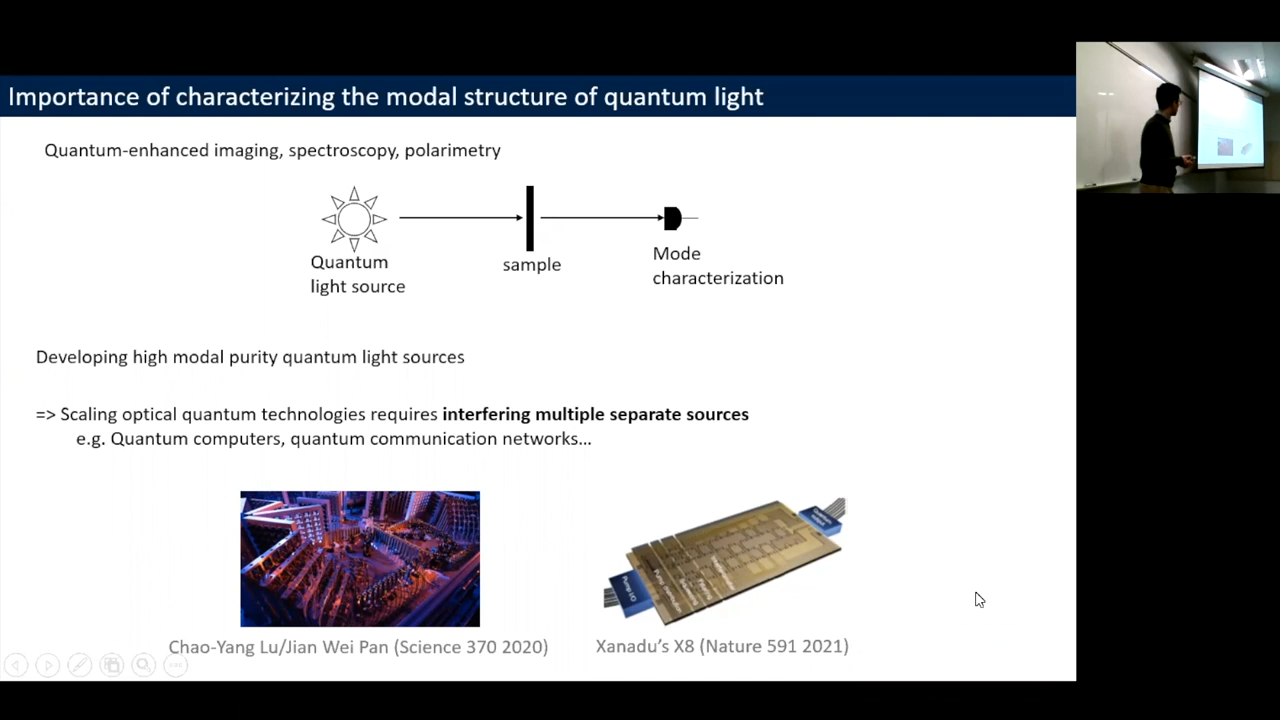 Importance of characterizing the modal structure of quantum light
Quantum-enhanced imaging, spectroscopy, polarimetry
Quantum
light source
sample
Mode
characterization
Developing high modal purity quantum light sources
=> Scaling optical quantum technologies requires interfering multiple separate sources
e.g. Quantum computers, quantum communication networks...
Pump I/O
Chao-Yang Lu/Jian Wei Pan (Science 370 2020)
Xanadu's X8 (Nature 591 2021)